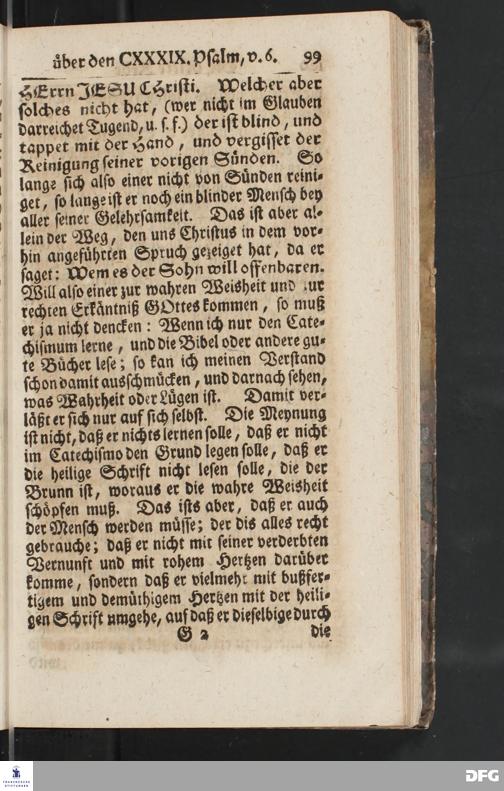 über den CXXXIX. Psalm, v. 6. 99
HErrn JESU CHristi. Welcher aber
solches nicht hat, (wer nicht im Glauben
darreichet Tugend, u. s. f.) der ist blind, und
tappet mit der Hand, und vergisset der
Reinigung seiner vorigen Sünden. So
lange sich also einer nicht von Sünden reini-
get, so lange ist er noch ein blinder Mensch bey
aller seiner Gelehrsamkeit. Das ist aber al-
lein der Weg, den uns Christus in dem vor-
hin angeführten Spruch gezeiget hat, da er
saget: Wem es der Sohn will offenbaren.
Will also einer zur wahren Weisheit und zur
rechten Erkäntniß GOttes kommen, so muß
er ja nicht dencken: Wenn ich nur den Cate-
chismum lerne, und die Bibel oder andere gu-
te Bücher lese; so kan ich meinen Verstand
schon damit ausschmücken, und darnach sehen,
was Wahrheit oder Lügen ist. Damit ver-
läßt er sich nur auf sich selbst. Die Meynung
ist nicht, daß er nichts lernen solle, daß er nicht
im Catechismo den Grund legen solle, daß er
die heilige Schrift nicht lesen solle, die der
Brunn ist, woraus er die wahre Weisheit
schöpfen muß. Das ists aber, daß er auch
der Mensch werden müsse; der dis alles recht
gebrauche; daß er nicht mit seiner verderbten
Vernunft und mit rohem Hertzen darüber
komme, sondern daß er vielmehr mit bußfer-
tigem und demüthigem Hertzen mit der heili-
gen Schrift umgehe, auf daß er dieselbige durch
G 2 die
FRANCKESCHE STIFTUNGEN
DFG